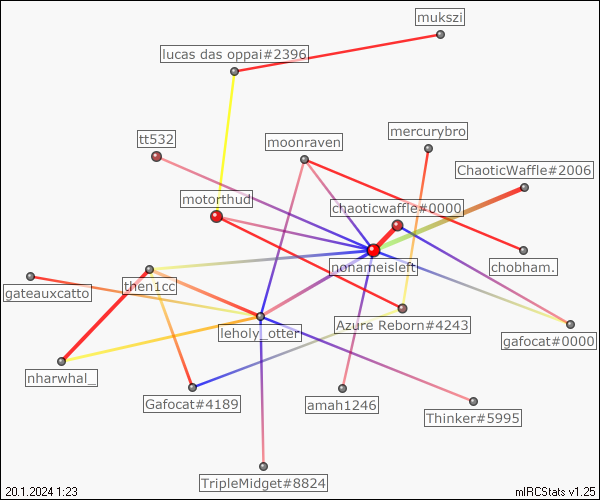 mukszi
lucas das oppai#2396
tt532
mercurybro
moonraven
ChaoticWaffle#2006
motorthud
chaoticwaffle#0000
nonameisleft
chobham.
then1cc
gateauxcatto
Azure Reborn#4243
leholy_otter
gafocat#0000
nharwhal_
Gafocat#4189
amah1246
Thinker#5995
TripleMidget#8824
20.1.2024 1:23
mIRCStats v1.25